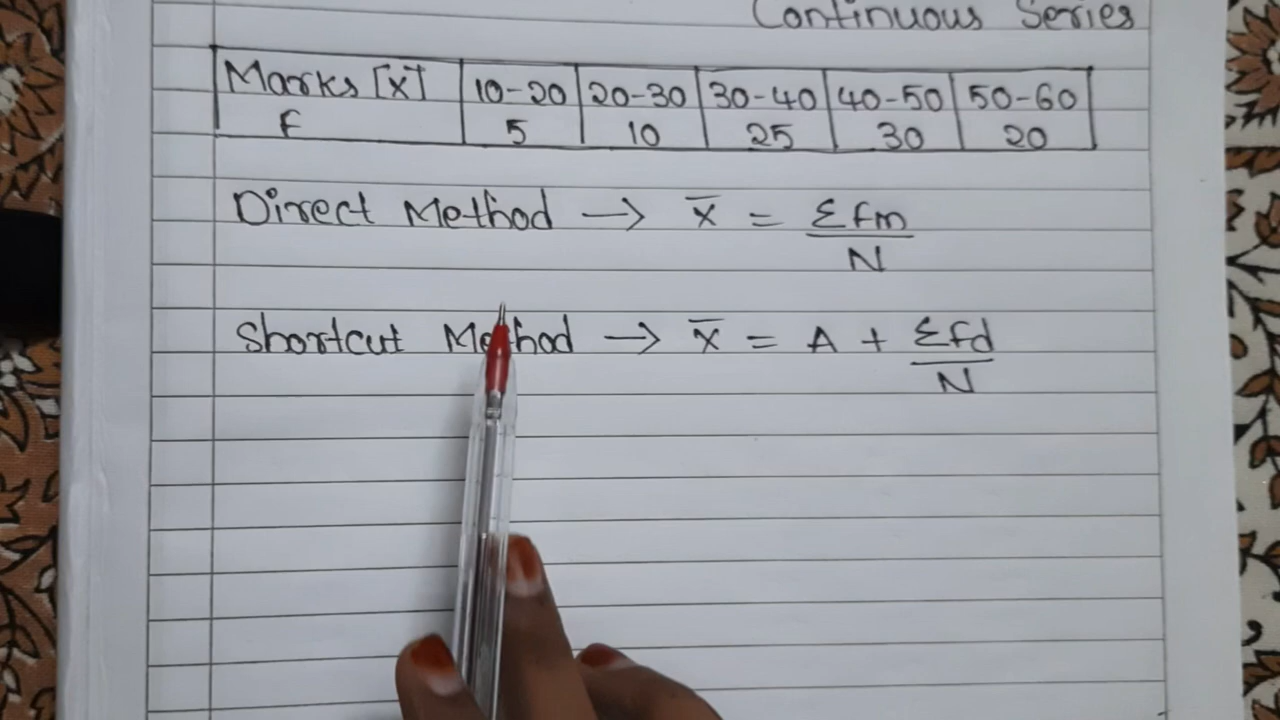 Continuous Series
Marks [x] 10-20 20-30 30-40 40-50 50-60
F 5 10 25 30 20
Direct Method → x̅ = Σfm / N
Shortcut Method → x̅ = A + Σfd / N